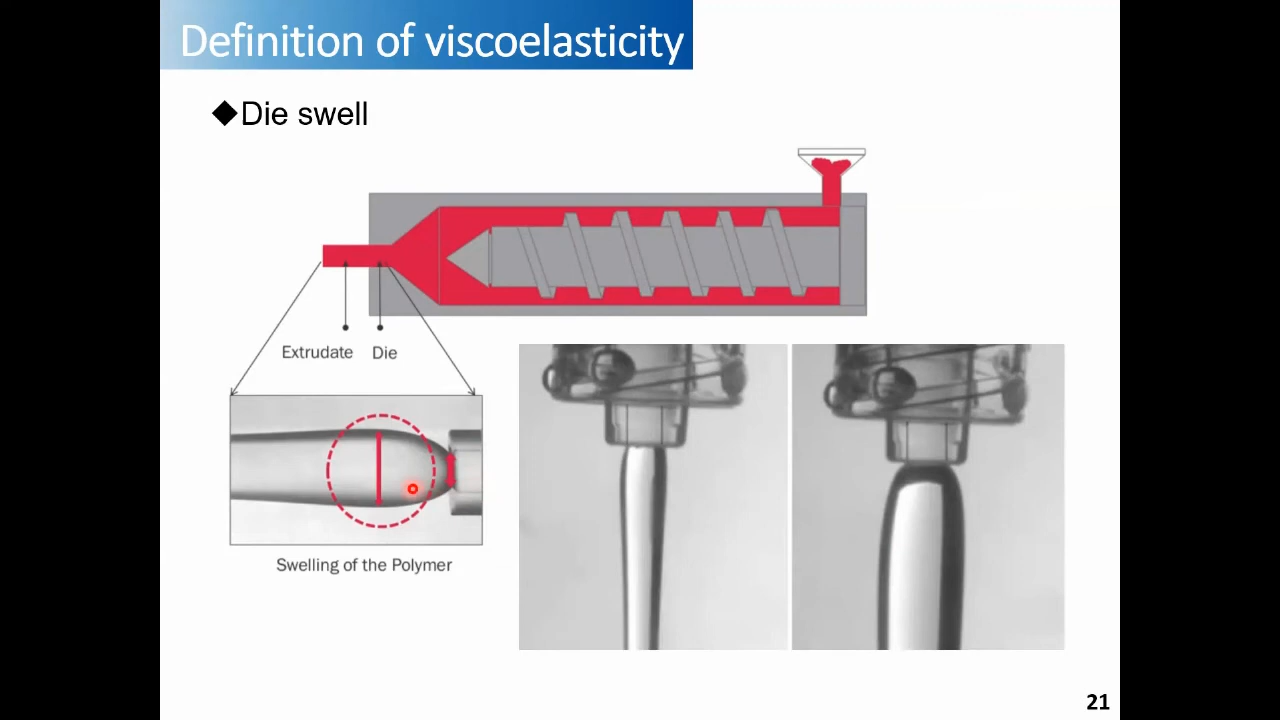 Definition of viscoelasticity
◆Die swell
Extrudate
Die
Swelling of the Polymer
21